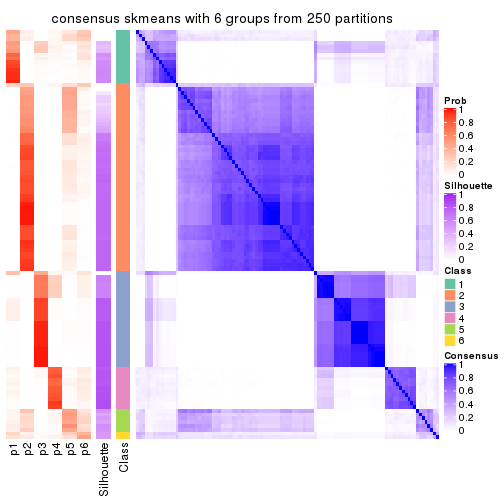 consensus skmeans with 6 groups from 250 partitions
p1
p2
p3
p4
p5
p6
Silhouette
Class
Prob
1
0.8
0.6
0.4
0.2
0
Silhouette
1
0.8
0.6
0.4
0.2
0
Class
1
2
3
4
5
6
Consensus
1
0.8
0.6
0.4
0.2
0